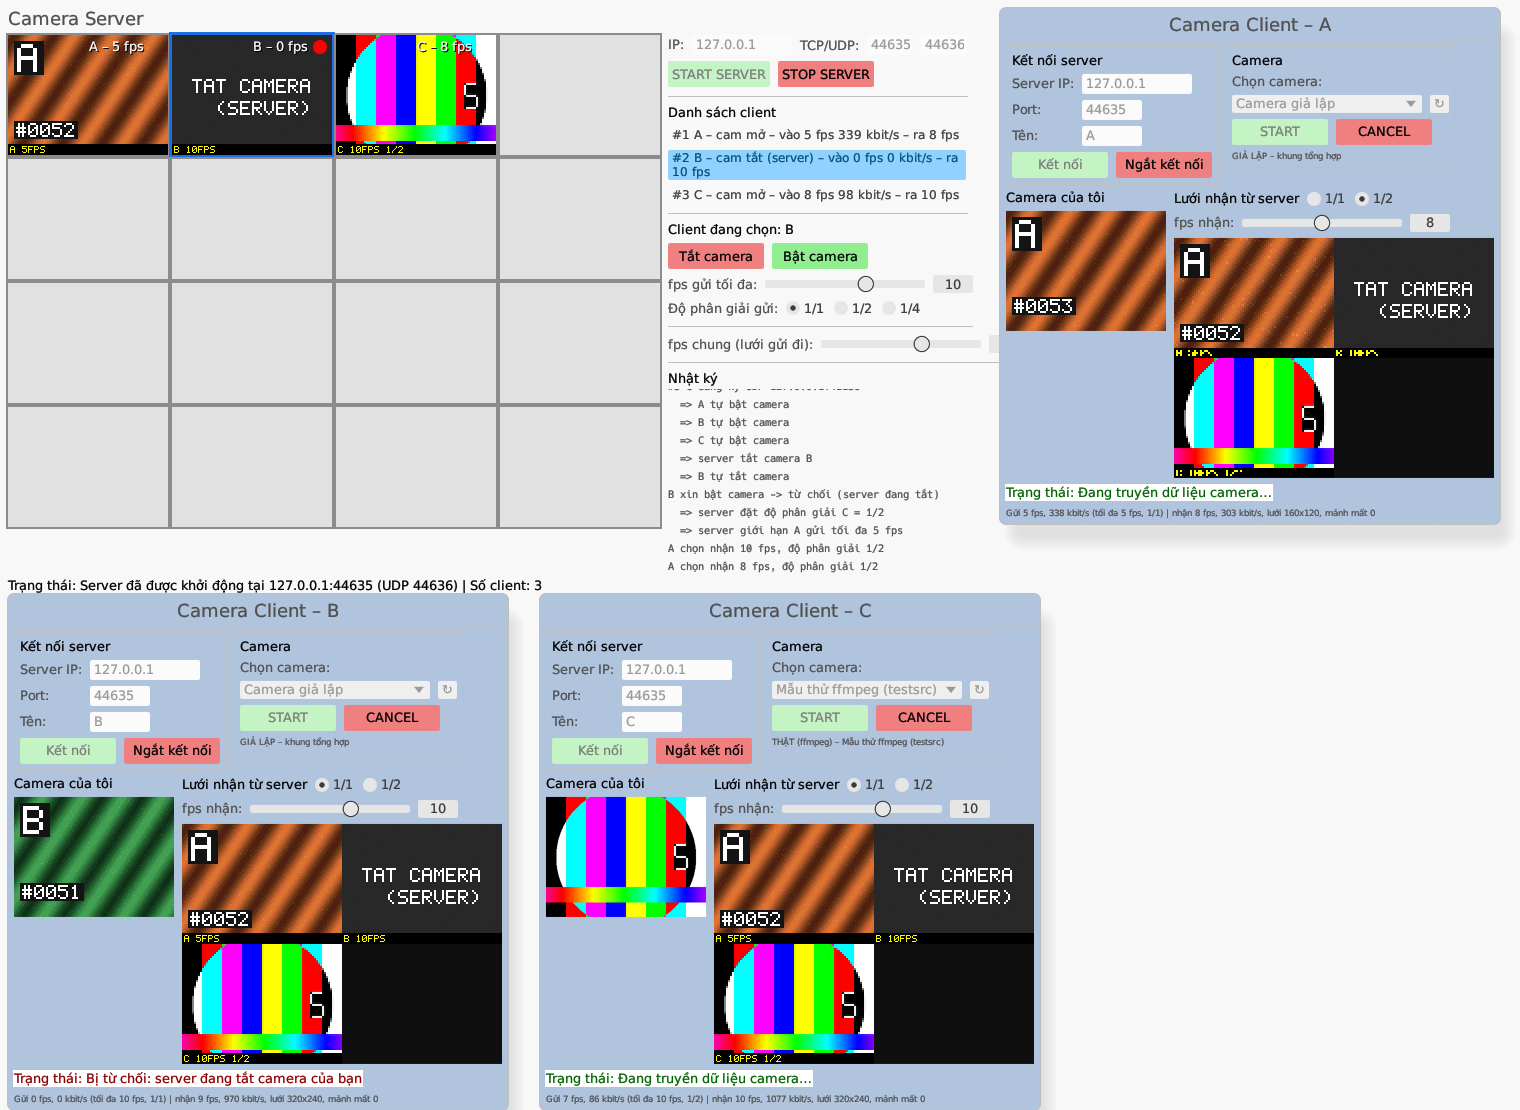 Camera Server
A
A – 5 fps
#0052
A 5FPS
B – 0 fps
TAT CAMERA
(SERVER)
B 10FPS
C – 8 fps
S
C 10FPS 1/2
IP: 127.0.0.1 TCP/UDP: 44635 44636
START SERVER STOP SERVER
Danh sách client
#1 A – cam mở – vào 5 fps 339 kbit/s – ra 8 fps
#2 B – cam tắt (server) – vào 0 fps 0 kbit/s – ra
10 fps
#3 C – cam mở – vào 8 fps 98 kbit/s – ra 10 fps
Client đang chọn: B
Tắt camera Bật camera
fps gửi tối đa: 10
Độ phân giải gửi: 1/1 1/2 1/4
fps chung (lưới gửi đi):
Nhật ký
=> A tự bật camera
=> B tự bật camera
=> C tự bật camera
=> server tắt camera B
=> B tự tắt camera
B xin bật camera -> từ chối (server đang tắt)
=> server đặt độ phân giải C = 1/2
=> server giới hạn A gửi tối đa 5 fps
A chọn nhận 10 fps, độ phân giải 1/2
A chọn nhận 8 fps, độ phân giải 1/2
Trạng thái: Server đã được khởi động tại 127.0.0.1:44635 (UDP 44636) | Số client: 3
Camera Client – A
Kết nối server
Server IP: 127.0.0.1
Port: 44635
Tên: A
Kết nối Ngắt kết nối
Camera
Chọn camera:
Camera giả lập ↻
START CANCEL
GIẢ LẬP – khung tổng hợp
Camera của tôi
A
#0053
Lưới nhận từ server 1/1 1/2
fps nhận: 8
A
#0052
TAT CAMERA
(SERVER)
S
Trạng thái: Đang truyền dữ liệu camera...
Gửi 5 fps, 338 kbit/s (tối đa 5 fps, 1/1) | nhận 8 fps, 303 kbit/s, lưới 160x120, mảnh mất 0
Camera Client – B
Kết nối server
Server IP: 127.0.0.1
Port: 44635
Tên: B
Kết nối Ngắt kết nối
Camera
Chọn camera:
Camera giả lập ↻
START CANCEL
GIẢ LẬP – khung tổng hợp
Camera của tôi
B
#0051
Lưới nhận từ server 1/1 1/2
fps nhận: 10
A
#0052
A 5FPS
TAT CAMERA
(SERVER)
B 10FPS
S
C 10FPS 1/2
Trạng thái: Bị từ chối: server đang tắt camera của bạn
Gửi 0 fps, 0 kbit/s (tối đa 10 fps, 1/1) | nhận 9 fps, 970 kbit/s, lưới 320x240, mảnh mất 0
Camera Client – C
Kết nối server
Server IP: 127.0.0.1
Port: 44635
Tên: C
Kết nối Ngắt kết nối
Camera
Chọn camera:
Mẫu thử ffmpeg (testsrc) ↻
START CANCEL
THẬT (ffmpeg) – Mẫu thử ffmpeg (testsrc)
Camera của tôi
S
Lưới nhận từ server 1/1 1/2
fps nhận: 10
A
#0052
A 5FPS
TAT CAMERA
(SERVER)
B 10FPS
S
C 10FPS 1/2
Trạng thái: Đang truyền dữ liệu camera...
Gửi 7 fps, 86 kbit/s (tối đa 10 fps, 1/2) | nhận 10 fps, 1077 kbit/s, lưới 320x240, mảnh mất 0